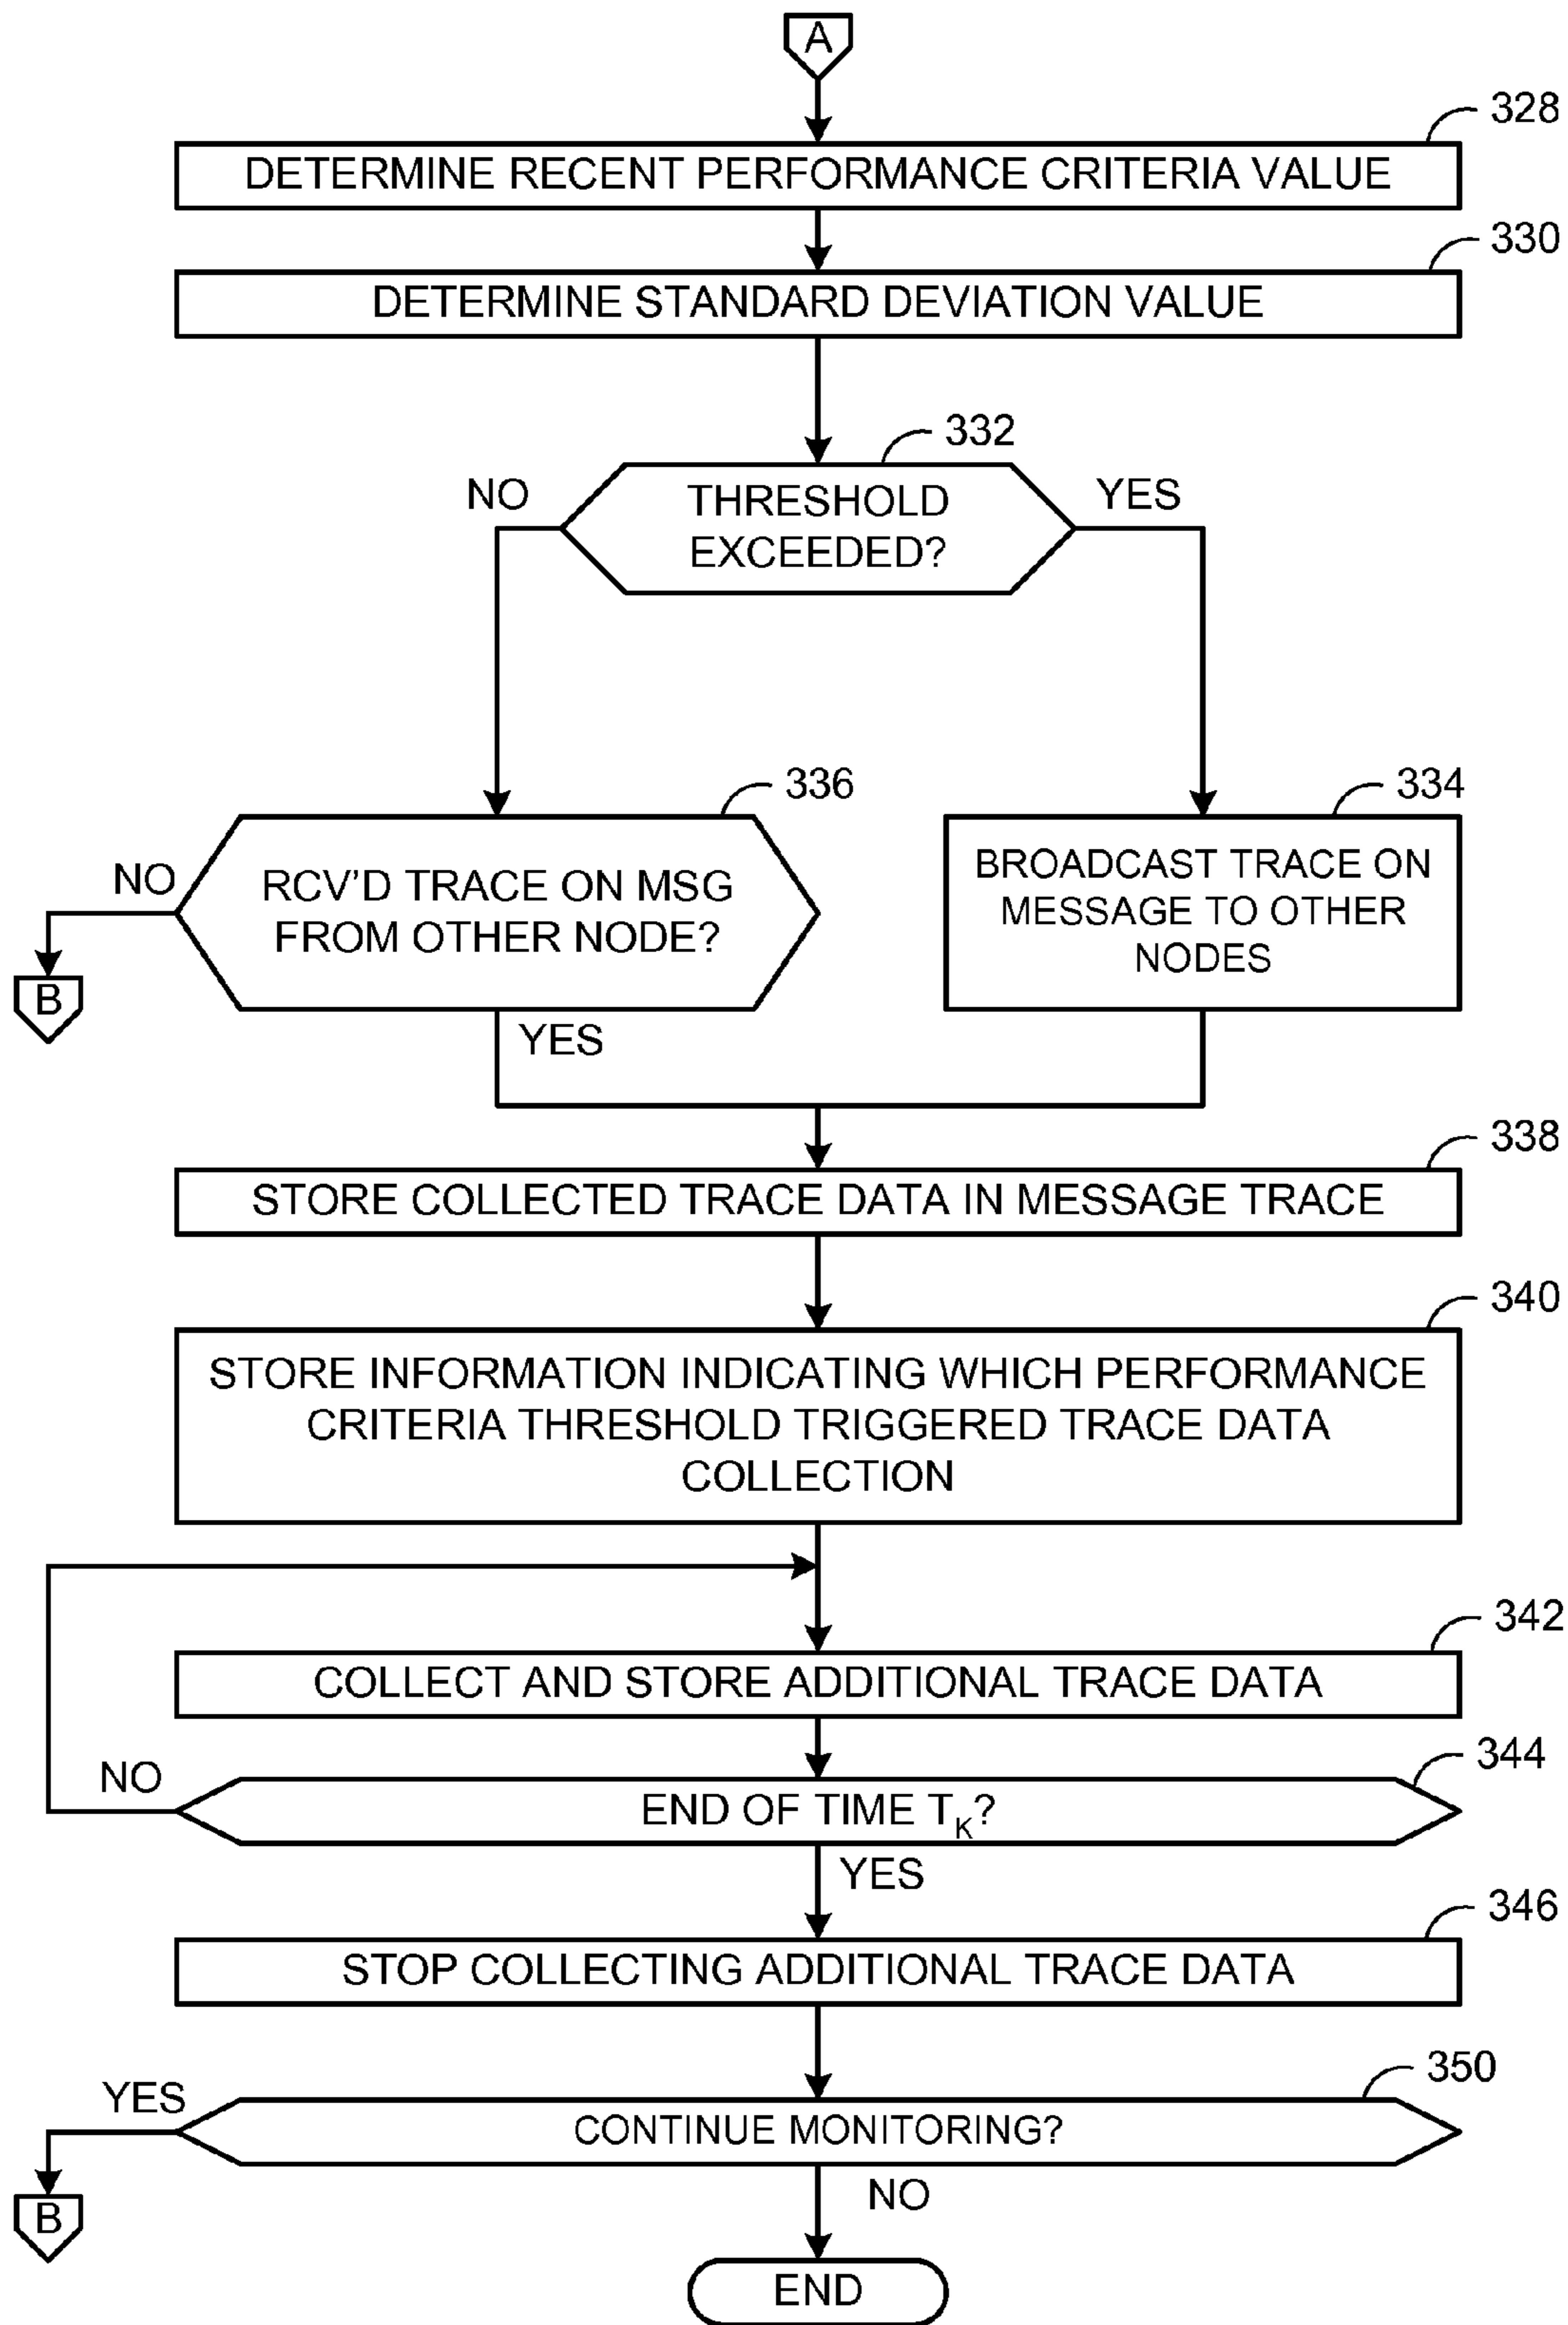 A
328
DETERMINE RECENT PERFORMANCE CRITERIA VALUE
330
DETERMINE STANDARD DEVIATION VALUE
332
NO
THRESHOLD
EXCEEDED?
YES
336
334
NO
RCV'D TRACE ON MSG
FROM OTHER NODE?
BROADCAST TRACE ON
MESSAGE TO OTHER
NODES
B
YES
338
STORE COLLECTED TRACE DATA IN MESSAGE TRACE
340
STORE INFORMATION INDICATING WHICH PERFORMANCE
CRITERIA THRESHOLD TRIGGERED TRACE DATA
COLLECTION
342
COLLECT AND STORE ADDITIONAL TRACE DATA
344
NO
END OF TIME T_K?
YES
346
STOP COLLECTING ADDITIONAL TRACE DATA
350
YES
CONTINUE MONITORING?
B
NO
END